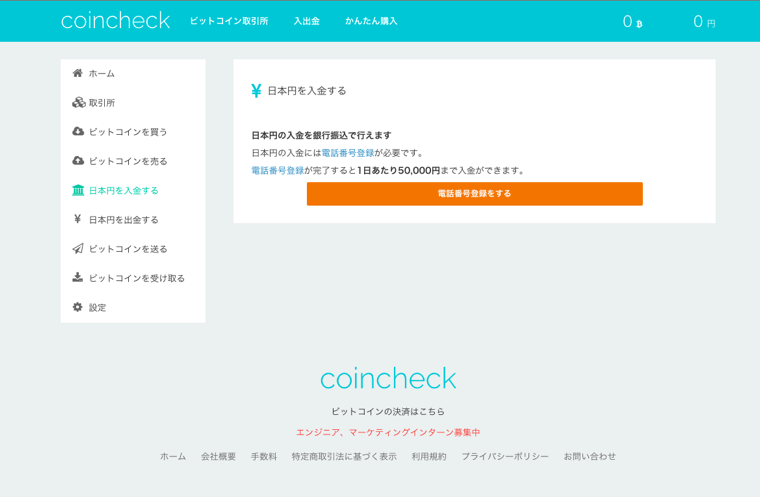 coincheck ビットコイン取引所 入出金 かんたん購入 0 ฿ 0 円
ホーム
取引所
ビットコインを買う
ビットコインを売る
日本円を入金する
¥ 日本円を出金する
ビットコインを送る
ビットコインを受け取る
設定
¥ 日本円を入金する
日本円の入金を銀行振込で行えます
日本円の入金には電話番号登録が必要です。
電話番号登録が完了すると1日あたり50,000円まで入金ができます。
電話番号登録をする
coincheck
ビットコインの決済はこちら
エンジニア、マーケティングインターン募集中
ホーム 会社概要 手数料 特定商取引法に基づく表示 利用規約 プライバシーポリシー お問い合わせ